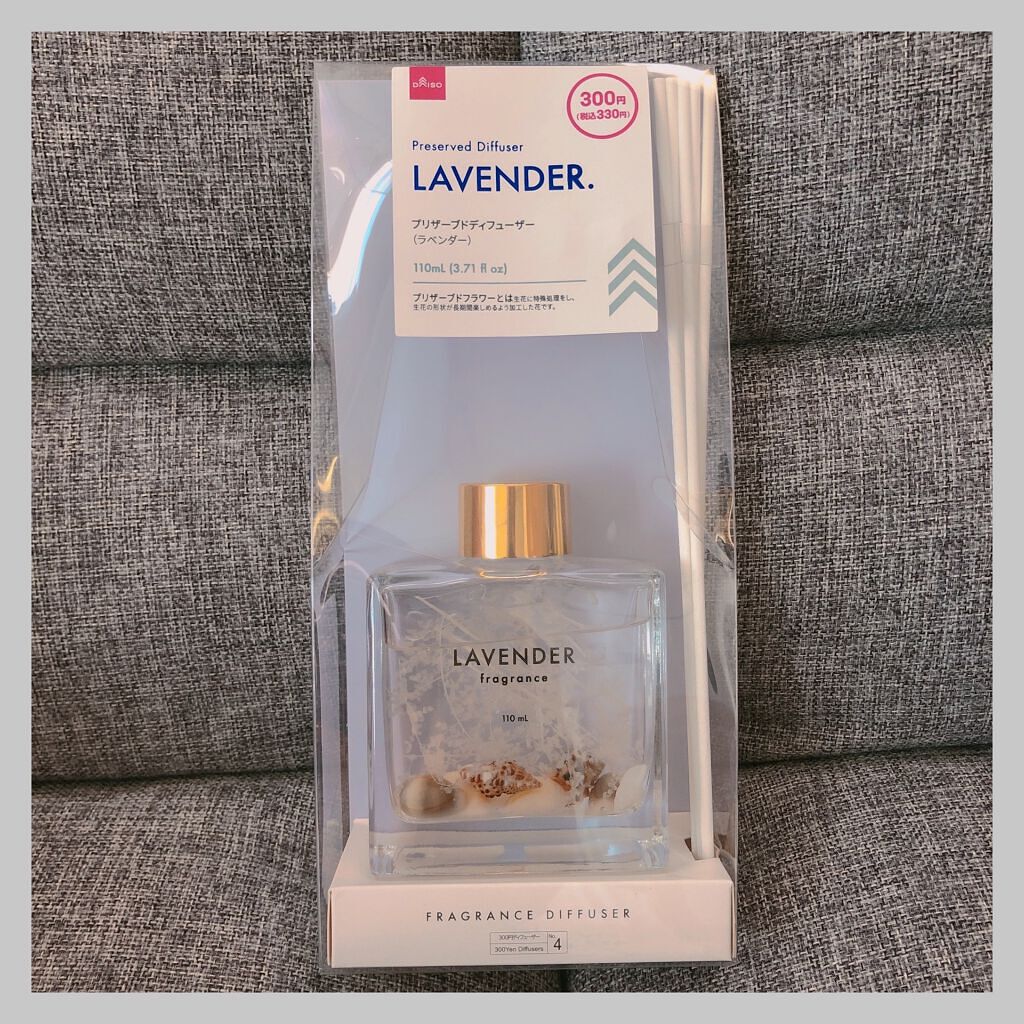 DAISO
300円
(税込330円)
Preserved Diffuser
LAVENDER.
プリザーブドディフューザー
(ラベンダー)
110mL (3.71 fl oz)
プリザーブドフラワーとは生花に特殊処理をし、
生花の形状が長期間楽しめるよう加工した花です。
LAVENDER
fragrance
110 mL
FRAGRANCE DIFFUSER
300円ディフューザー
300Yen Diffusers
No.
4